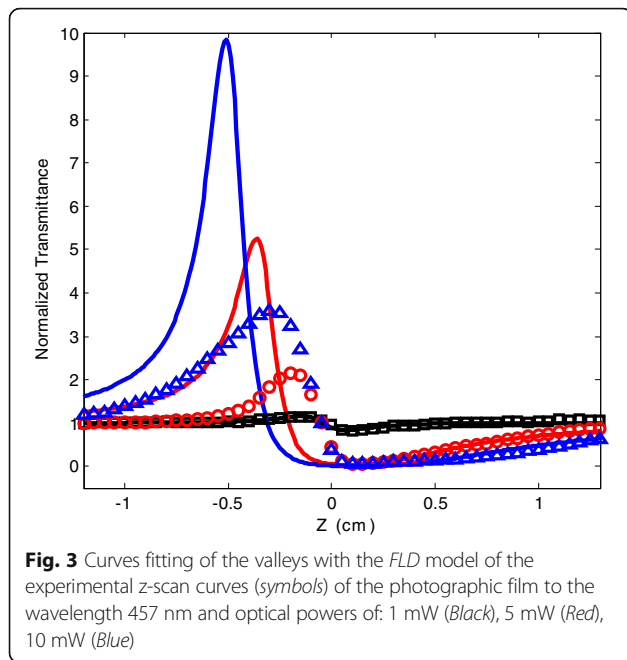 10
9
8
7
6
5
4
3
2
1
0
Normalized Transmittance
-1
-0.5
0
0.5
1
Z (cm)
Fig. 3 Curves fitting of the valleys with the FLD model of the
experimental z-scan curves (symbols) of the photographic film to the
wavelength 457 nm and optical powers of: 1 mW (Black), 5 mW (Red),
10 mW (Blue)